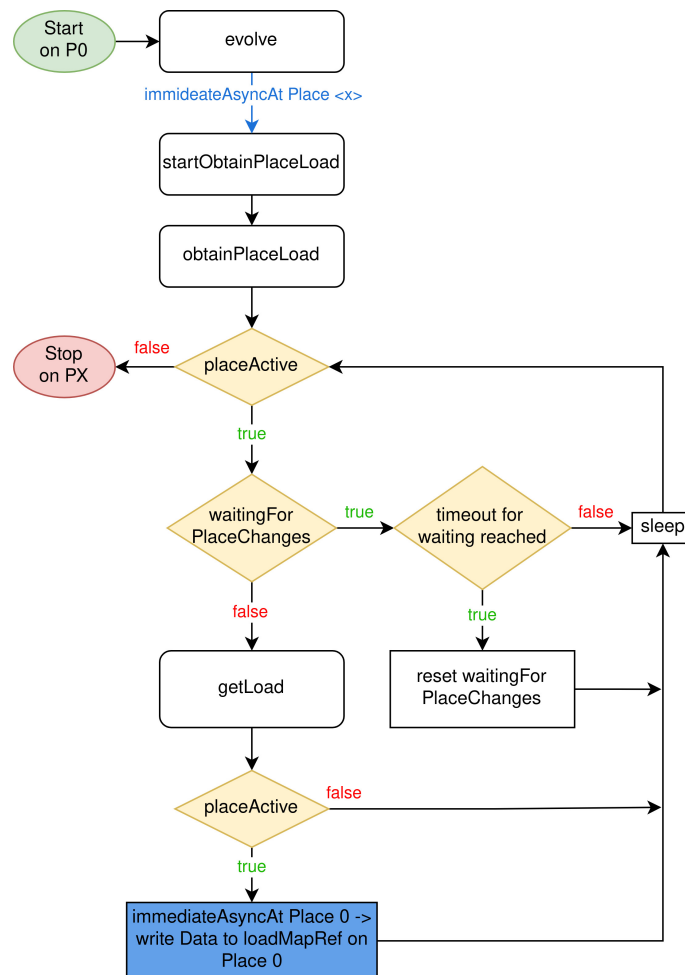 Start
on P0
evolve
immideateAsyncAt Place <x>
startObtainPlaceLoad
obtainPlaceLoad
Stop
on PX
false
placeActive
true
waitingFor
PlaceChanges
true
timeout for
waiting reached
false
sleep
false
true
getLoad
reset waitingFor
PlaceChanges
placeActive
false
true
immediateAsyncAt Place 0 ->
write Data to loadMapRef on
Place 0